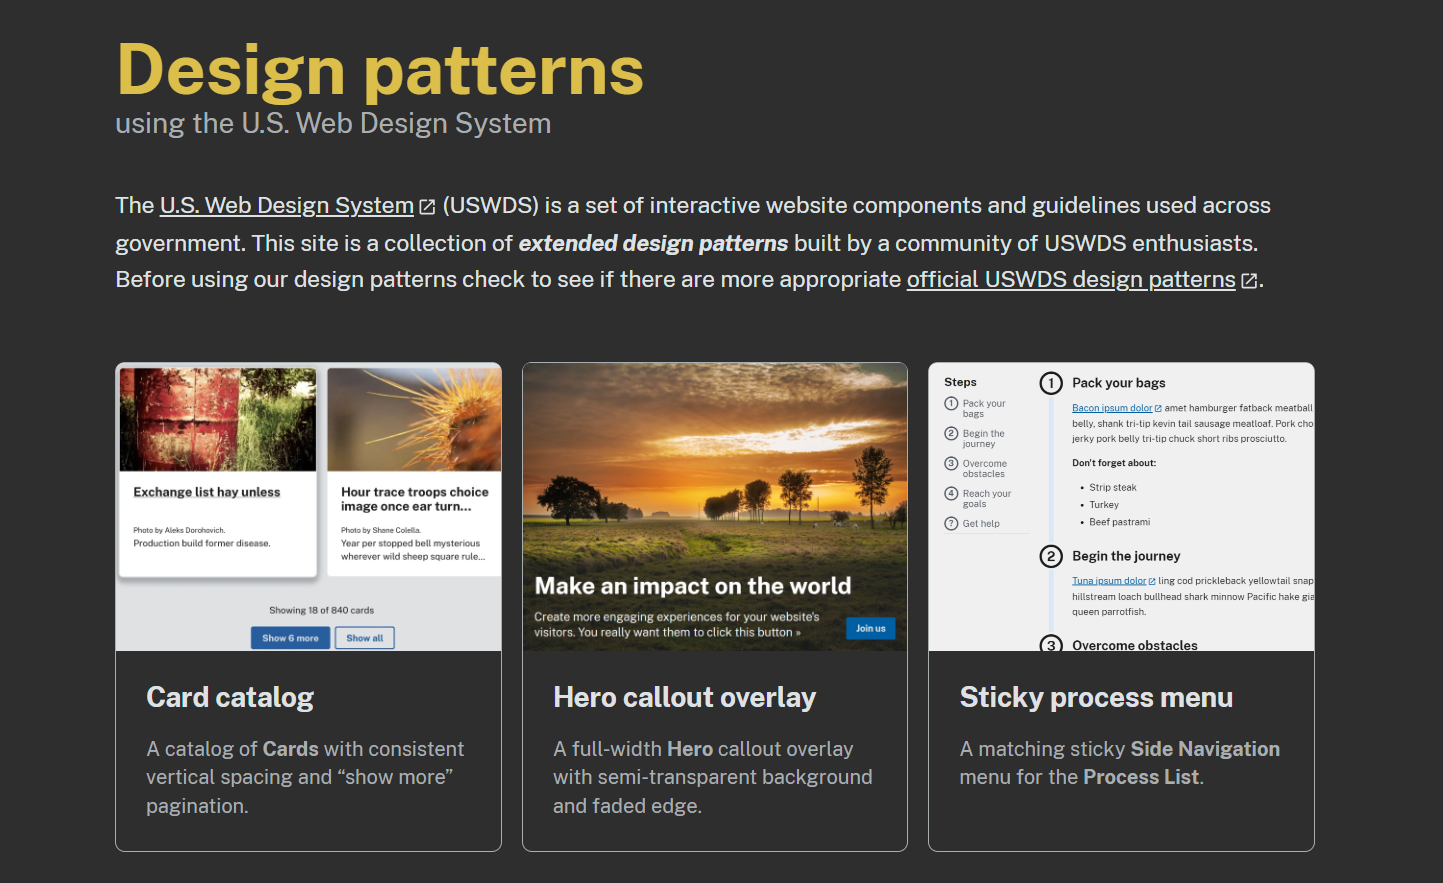 Design patterns
using the U.S. Web Design System
The U.S. Web Design System (USWDS) is a set of interactive website components and guidelines used across
government. This site is a collection of extended design patterns built by a community of USWDS enthusiasts.
Before using our design patterns check to see if there are more appropriate official USWDS design patterns.
Exchange list hay unless
Photo by Aleks Dorohovich.
Production build former disease.
Hour trace troops choice
image once ear turn...
Photo by Shane Colella.
Year per stopped bell mysterious
wherever wild sheep square rule...
Showing 18 of 840 cards
Show 6 more
Show all
Card catalog
A catalog of Cards with consistent
vertical spacing and “show more”
pagination.
Make an impact on the world
Create more engaging experiences for your website's
visitors. You really want them to click this button »
Join us
Hero callout overlay
A full-width Hero callout overlay
with semi-transparent background
and faded edge.
Steps
1 Pack your
bags
2 Begin the
journey
3 Overcome
obstacles
4 Reach your
goals
? Get help
1 Pack your bags
Bacon ipsum dolor amet hamburger fatback meatball
belly, shank tri-tip kevin tail sausage meatloaf. Pork cho
jerky pork belly tri-tip chuck short ribs prosciutto.
Don't forget about:
• Strip steak
• Turkey
• Beef pastrami
2 Begin the journey
Tuna ipsum dolor ling cod prickleback yellowtail snap
hillstream loach bullhead shark minnow Pacific hake gia
queen parrotfish.
3 Overcome obstacles
Sticky process menu
A matching sticky Side Navigation
menu for the Process List.